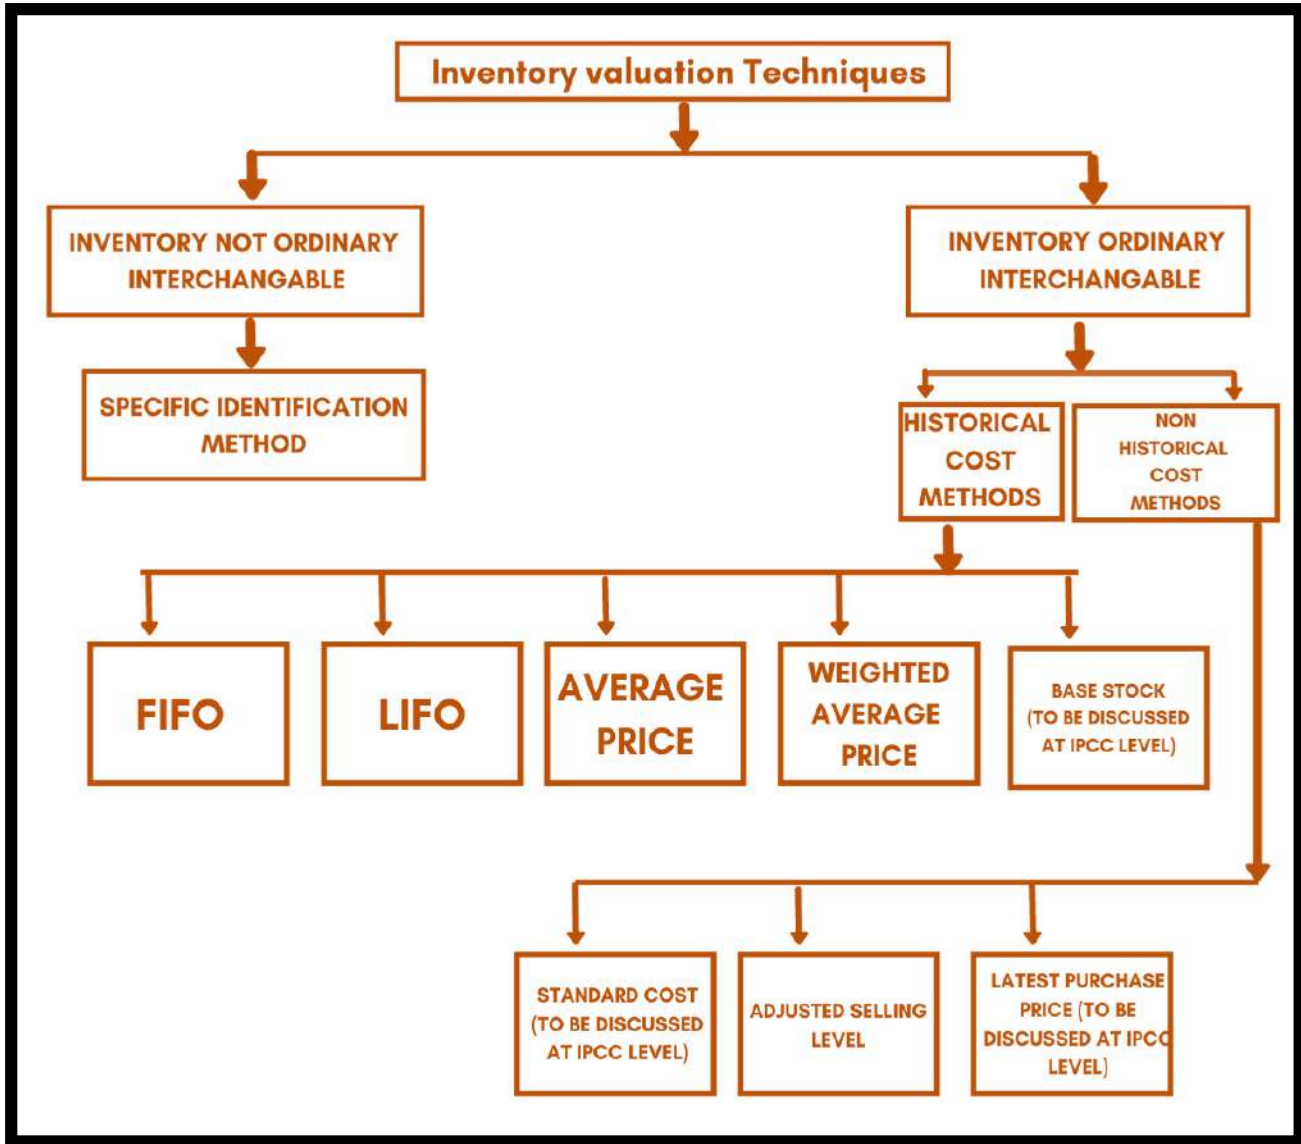 Inventory valuation Techniques
INVENTORY NOT ORDINARY
INTERCHANGABLE
INVENTORY ORDINARY
INTERCHANGABLE
SPECIFIC IDENTIFICATION
METHOD
HISTORICAL
COST
METHODS
NON
HISTORICAL
COST
METHODS
FIFO
LIFO
AVERAGE
PRICE
WEIGHTED
AVERAGE
PRICE
BASE STOCK
(TO BE DISCUSSED
AT IPCC LEVEL)
STANDARD COST
(TO BE DISCUSSED
AT IPCC LEVEL)
ADJUSTED SELLING
LEVEL
LATEST PURCHASE
PRICE (TO BE
DISCUSSED AT IPCC
LEVEL)